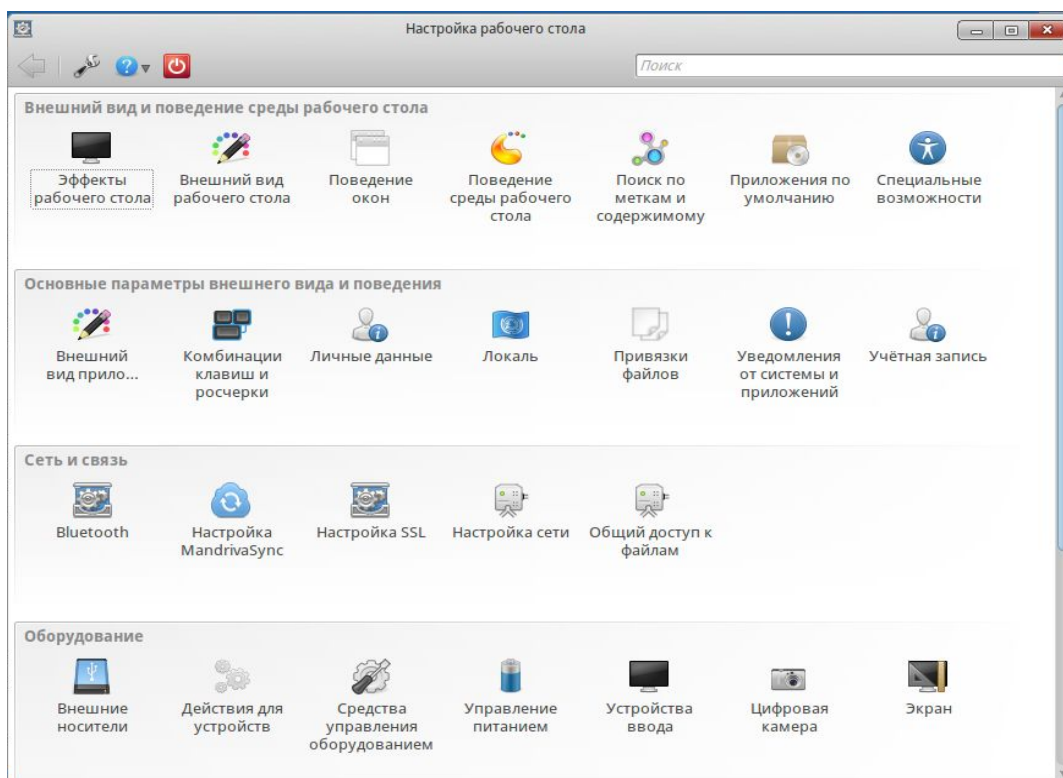 Настройка рабочего стола
Поиск
Внешний вид и поведение среды рабочего стола
Эффекты
рабочего стола
Внешний вид
рабочего стола
Поведение
окон
Поведение
среды рабочего
стола
Поиск по
меткам и
содержимому
Приложения по
умолчанию
Специальные
возможности
Основные параметры внешнего вида и поведения
Внешний
вид прило...
Комбинации
клавиш и
росчерки
Личные данные
Локаль
Привязки
файлов
Уведомления
от системы и
приложений
Учётная запись
Сеть и связь
Bluetooth
Настройка
MandrivaSync
Настройка SSL
Настройка сети
Общий доступ к
файлам
Оборудование
Внешние
носители
Действия для
устройств
Средства
управления
оборудованием
Управление
питанием
Устройства
ввода
Цифровая
камера
Экран